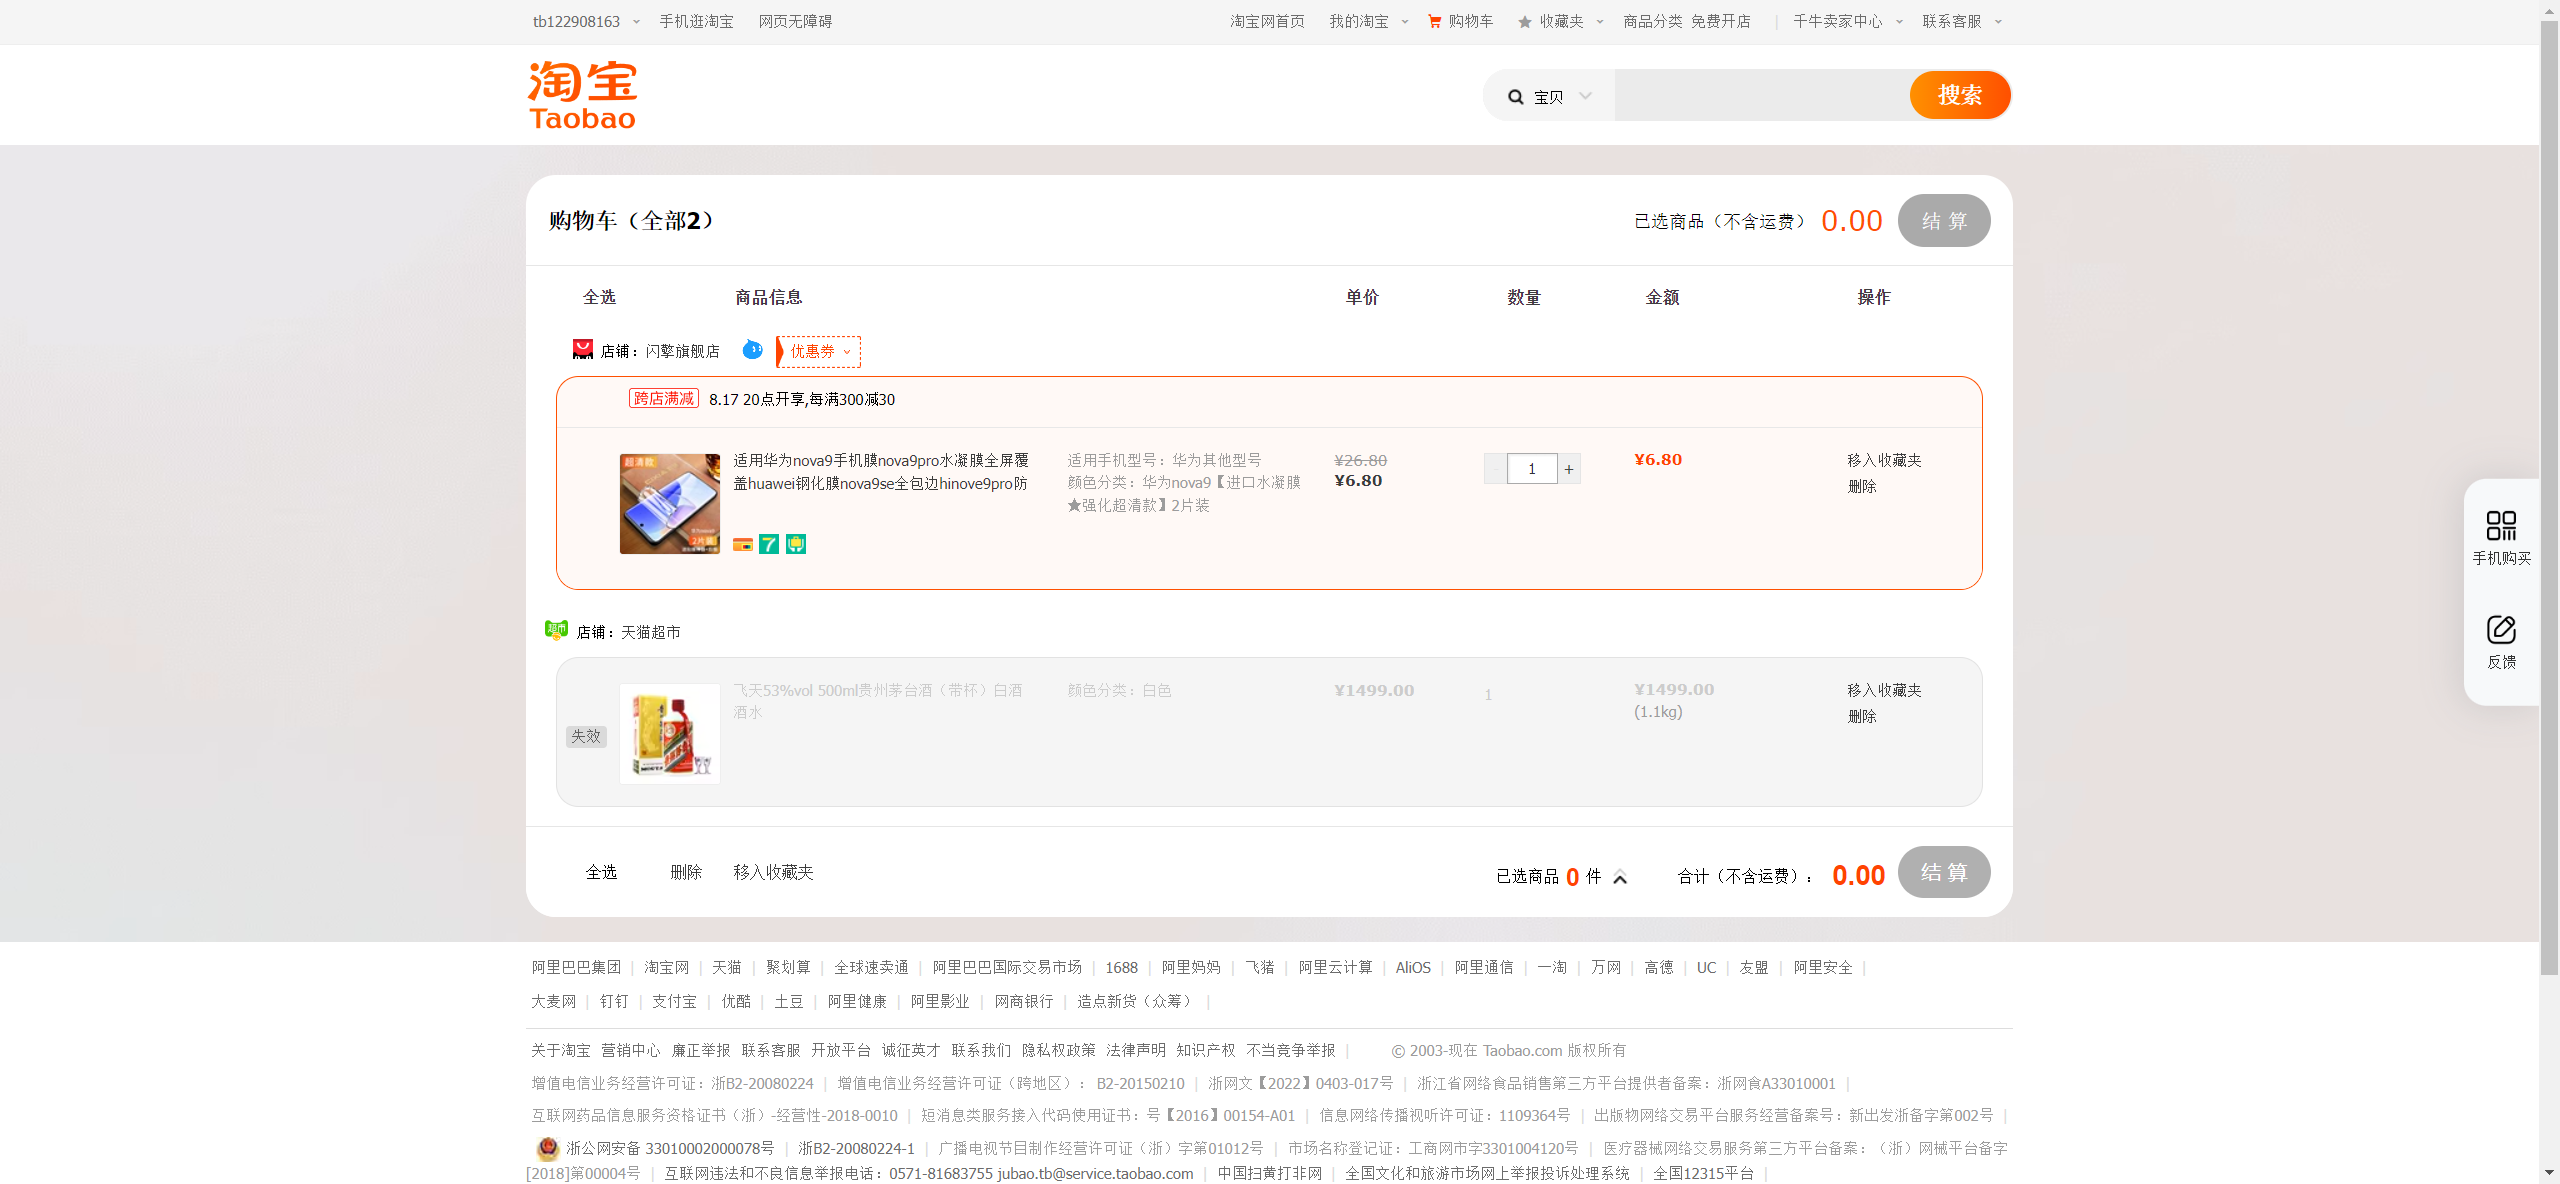 tb122908163 手机逛淘宝 网页无障碍 淘宝网首页 我的淘宝 购物车 收藏夹 商品分类 免费开店 | 千牛卖家中心 联系客服
淘宝
Taobao
宝贝 搜索
购物车（全部2） 已选商品（不含运费） 0.00 结 算
全选 商品信息 单价 数量 金额 操作
店铺：闪擎旗舰店 优惠券
跨店满减 8.17 20点开享,每满300减30
适用华为nova9手机膜nova9pro水凝膜全屏覆 适用手机型号：华为其他型号 ¥26.80 1 + ¥6.80 移入收藏夹
盖huawei钢化膜nova9se全包边hinove9pro防 颜色分类：华为nova9【进口水凝膜 ¥6.80 删除
★强化超清款】2片装
超清款
2片装
7
手机购买
反馈
超市 店铺：天猫超市
飞天53%vol 500ml贵州茅台酒（带杯）白酒 颜色分类：白色 ¥1499.00 1 ¥1499.00 移入收藏夹
酒水 (1.1kg) 删除
失效
全选 删除 移入收藏夹 已选商品 0 件 合计（不含运费）： 0.00 结 算
阿里巴巴集团 | 淘宝网 | 天猫 | 聚划算 | 全球速卖通 | 阿里巴巴国际交易市场 | 1688 | 阿里妈妈 | 飞猪 | 阿里云计算 | AliOS | 阿里通信 | 一淘 | 万网 | 高德 | UC | 友盟 | 阿里安全 |
大麦网 | 钉钉 | 支付宝 | 优酷 | 土豆 | 阿里健康 | 阿里影业 | 网商银行 | 造点新货（众筹） |
关于淘宝 营销中心 廉正举报 联系客服 开放平台 诚征英才 联系我们 隐私权政策 法律声明 知识产权 不当竞争举报 | © 2003-现在 Taobao.com 版权所有
增值电信业务经营许可证：浙B2-20080224 | 增值电信业务经营许可证（跨地区）： B2-20150210 | 浙网文【2022】0403-017号 | 浙江省网络食品销售第三方平台提供者备案：浙网食A33010001 |
互联网药品信息服务资格证书（浙）-经营性-2018-0010 | 短消息类服务接入代码使用证书：号【2016】00154-A01 | 信息网络传播视听许可证：1109364号 | 出版物网络交易平台服务经营备案号：新出发浙备字第002号 |
浙公网安备 33010002000078号 | 浙B2-20080224-1 | 广播电视节目制作经营许可证（浙）字第01012号 | 市场名称登记证：工商网市字3301004120号 | 医疗器械网络交易服务第三方平台备案：（浙）网械平台备字
[2018]第00004号 | 互联网违法和不良信息举报电话：0571-81683755 jubao.tb@service.taobao.com | 中国扫黄打非网 | 全国文化和旅游市场网上举报投诉处理系统 | 全国12315平台 |